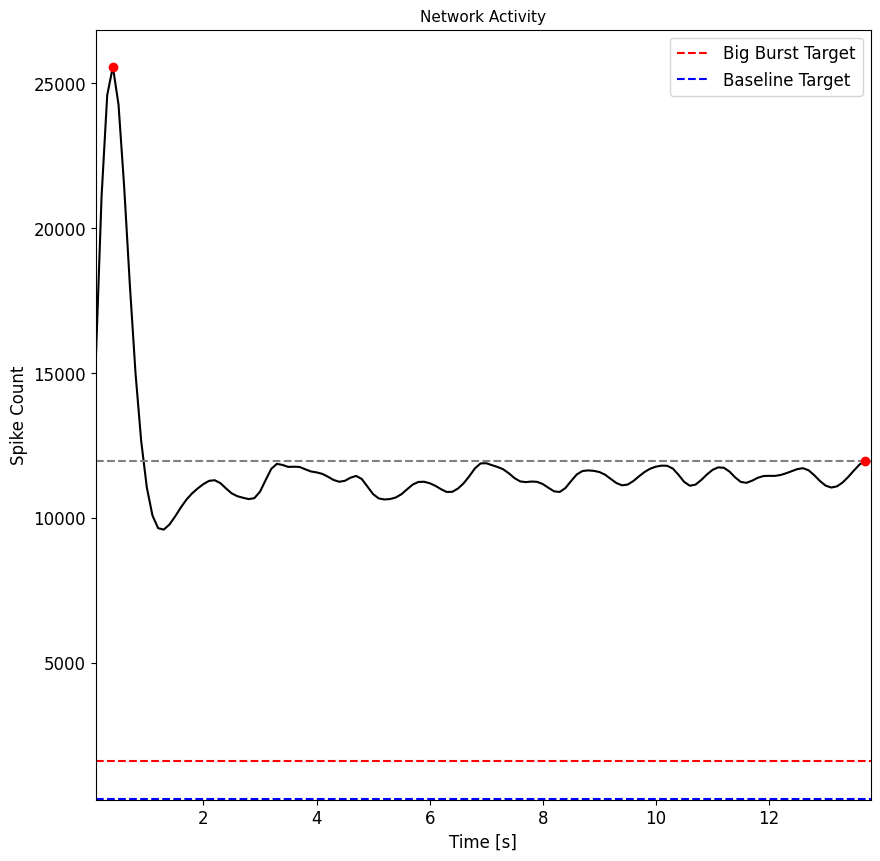 Network Activity
Big Burst Target
Baseline Target
25000
20000
15000
10000
5000
Spike Count
2 4 6 8 10 12
Time [s]